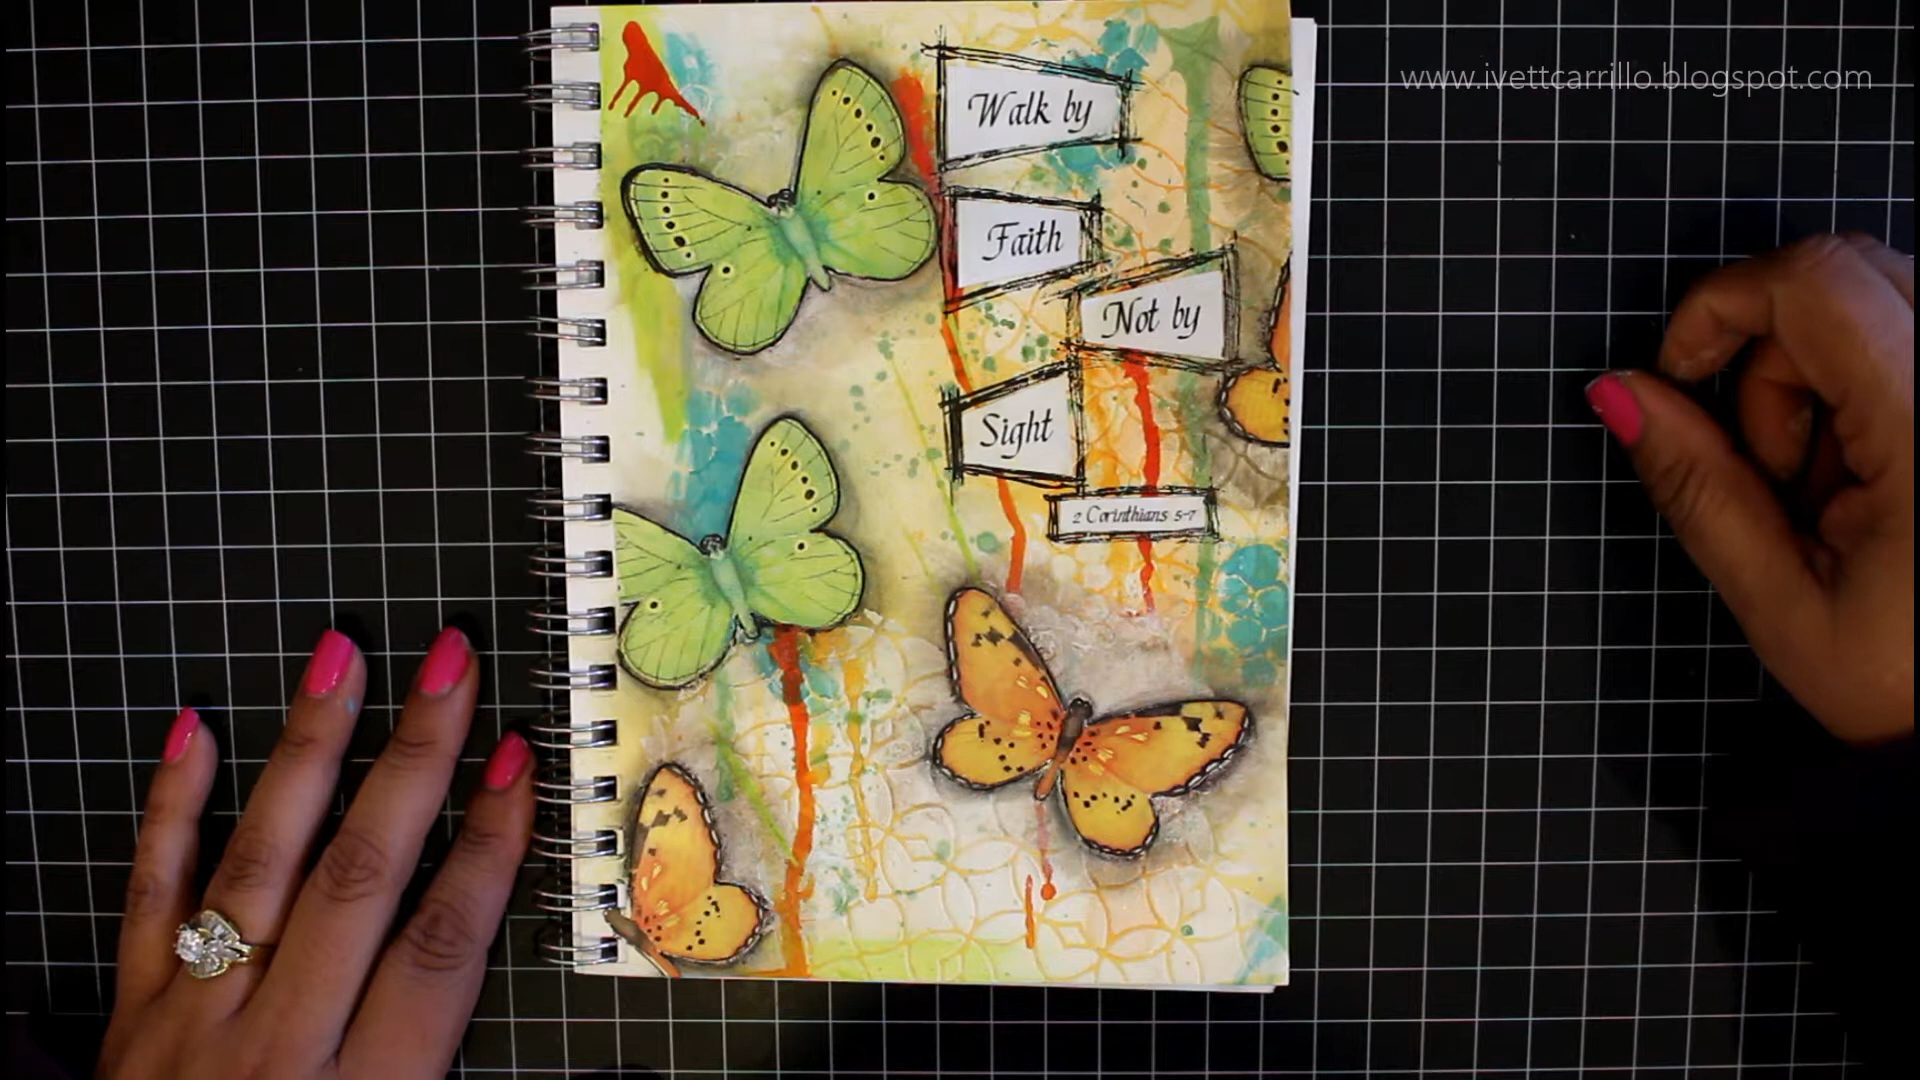 www.ivettcarrillo.blogspot.com
Walk by
Faith
Not by
Sight
2 Corinthians 5-7